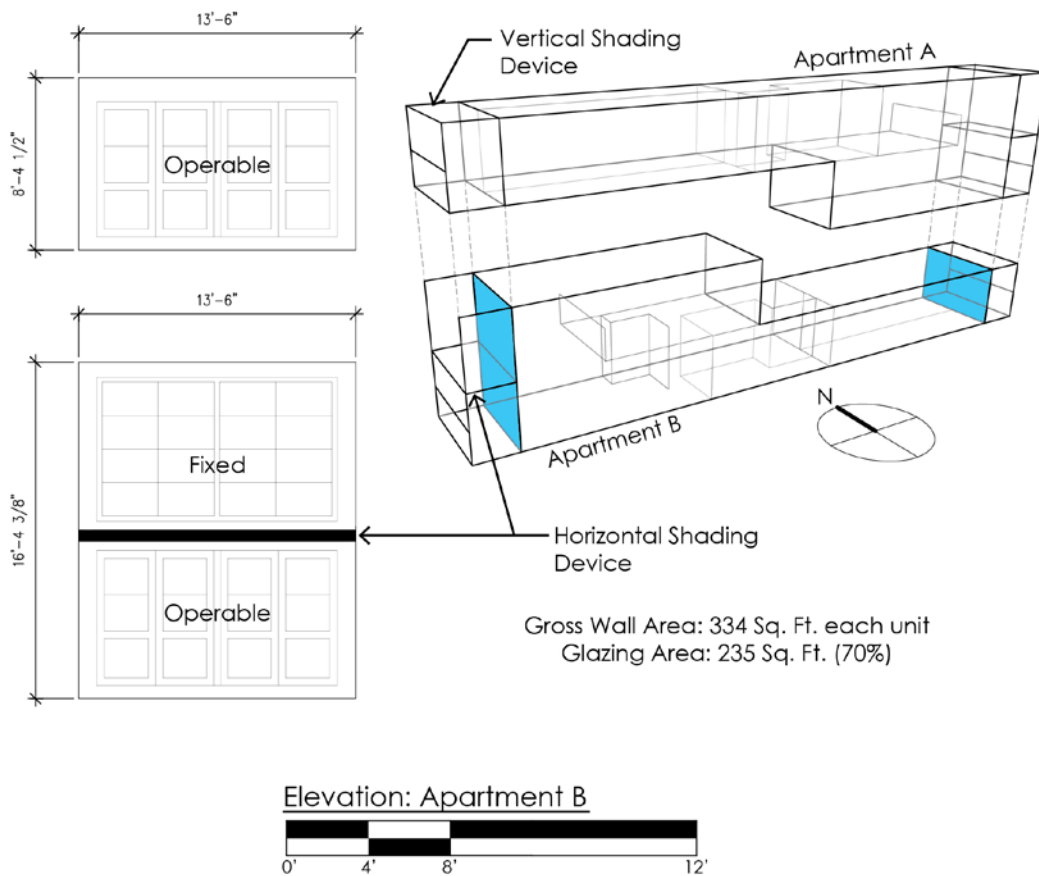 13'-6"
8'-4 1/2"
Operable
Vertical Shading
Device
Apartment A
13'-6"
16'-4 3/8"
Fixed
Operable
Apartment B
N
Horizontal Shading
Device
Gross Wall Area: 334 Sq. Ft. each unit
Glazing Area: 235 Sq. Ft. (70%)
Elevation: Apartment B
0' 4' 8' 12'